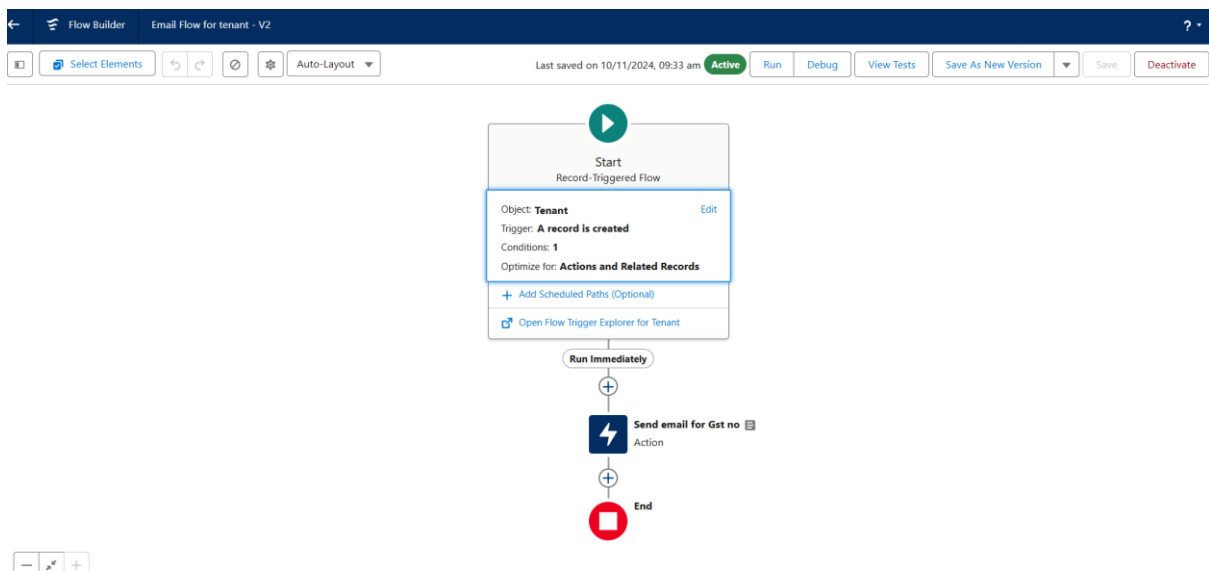 Flow Builder Email Flow for tenant - V2 ?
Select Elements Auto-Layout Last saved on 10/11/2024, 09:33 am Active Run Debug View Tests Save As New Version Save Deactivate
Start
Record-Triggered Flow
Object: Tenant Edit
Trigger: A record is created
Conditions: 1
Optimize for: Actions and Related Records
+ Add Scheduled Paths (Optional)
Open Flow Trigger Explorer for Tenant
Run Immediately
Send email for Gst no
Action
End